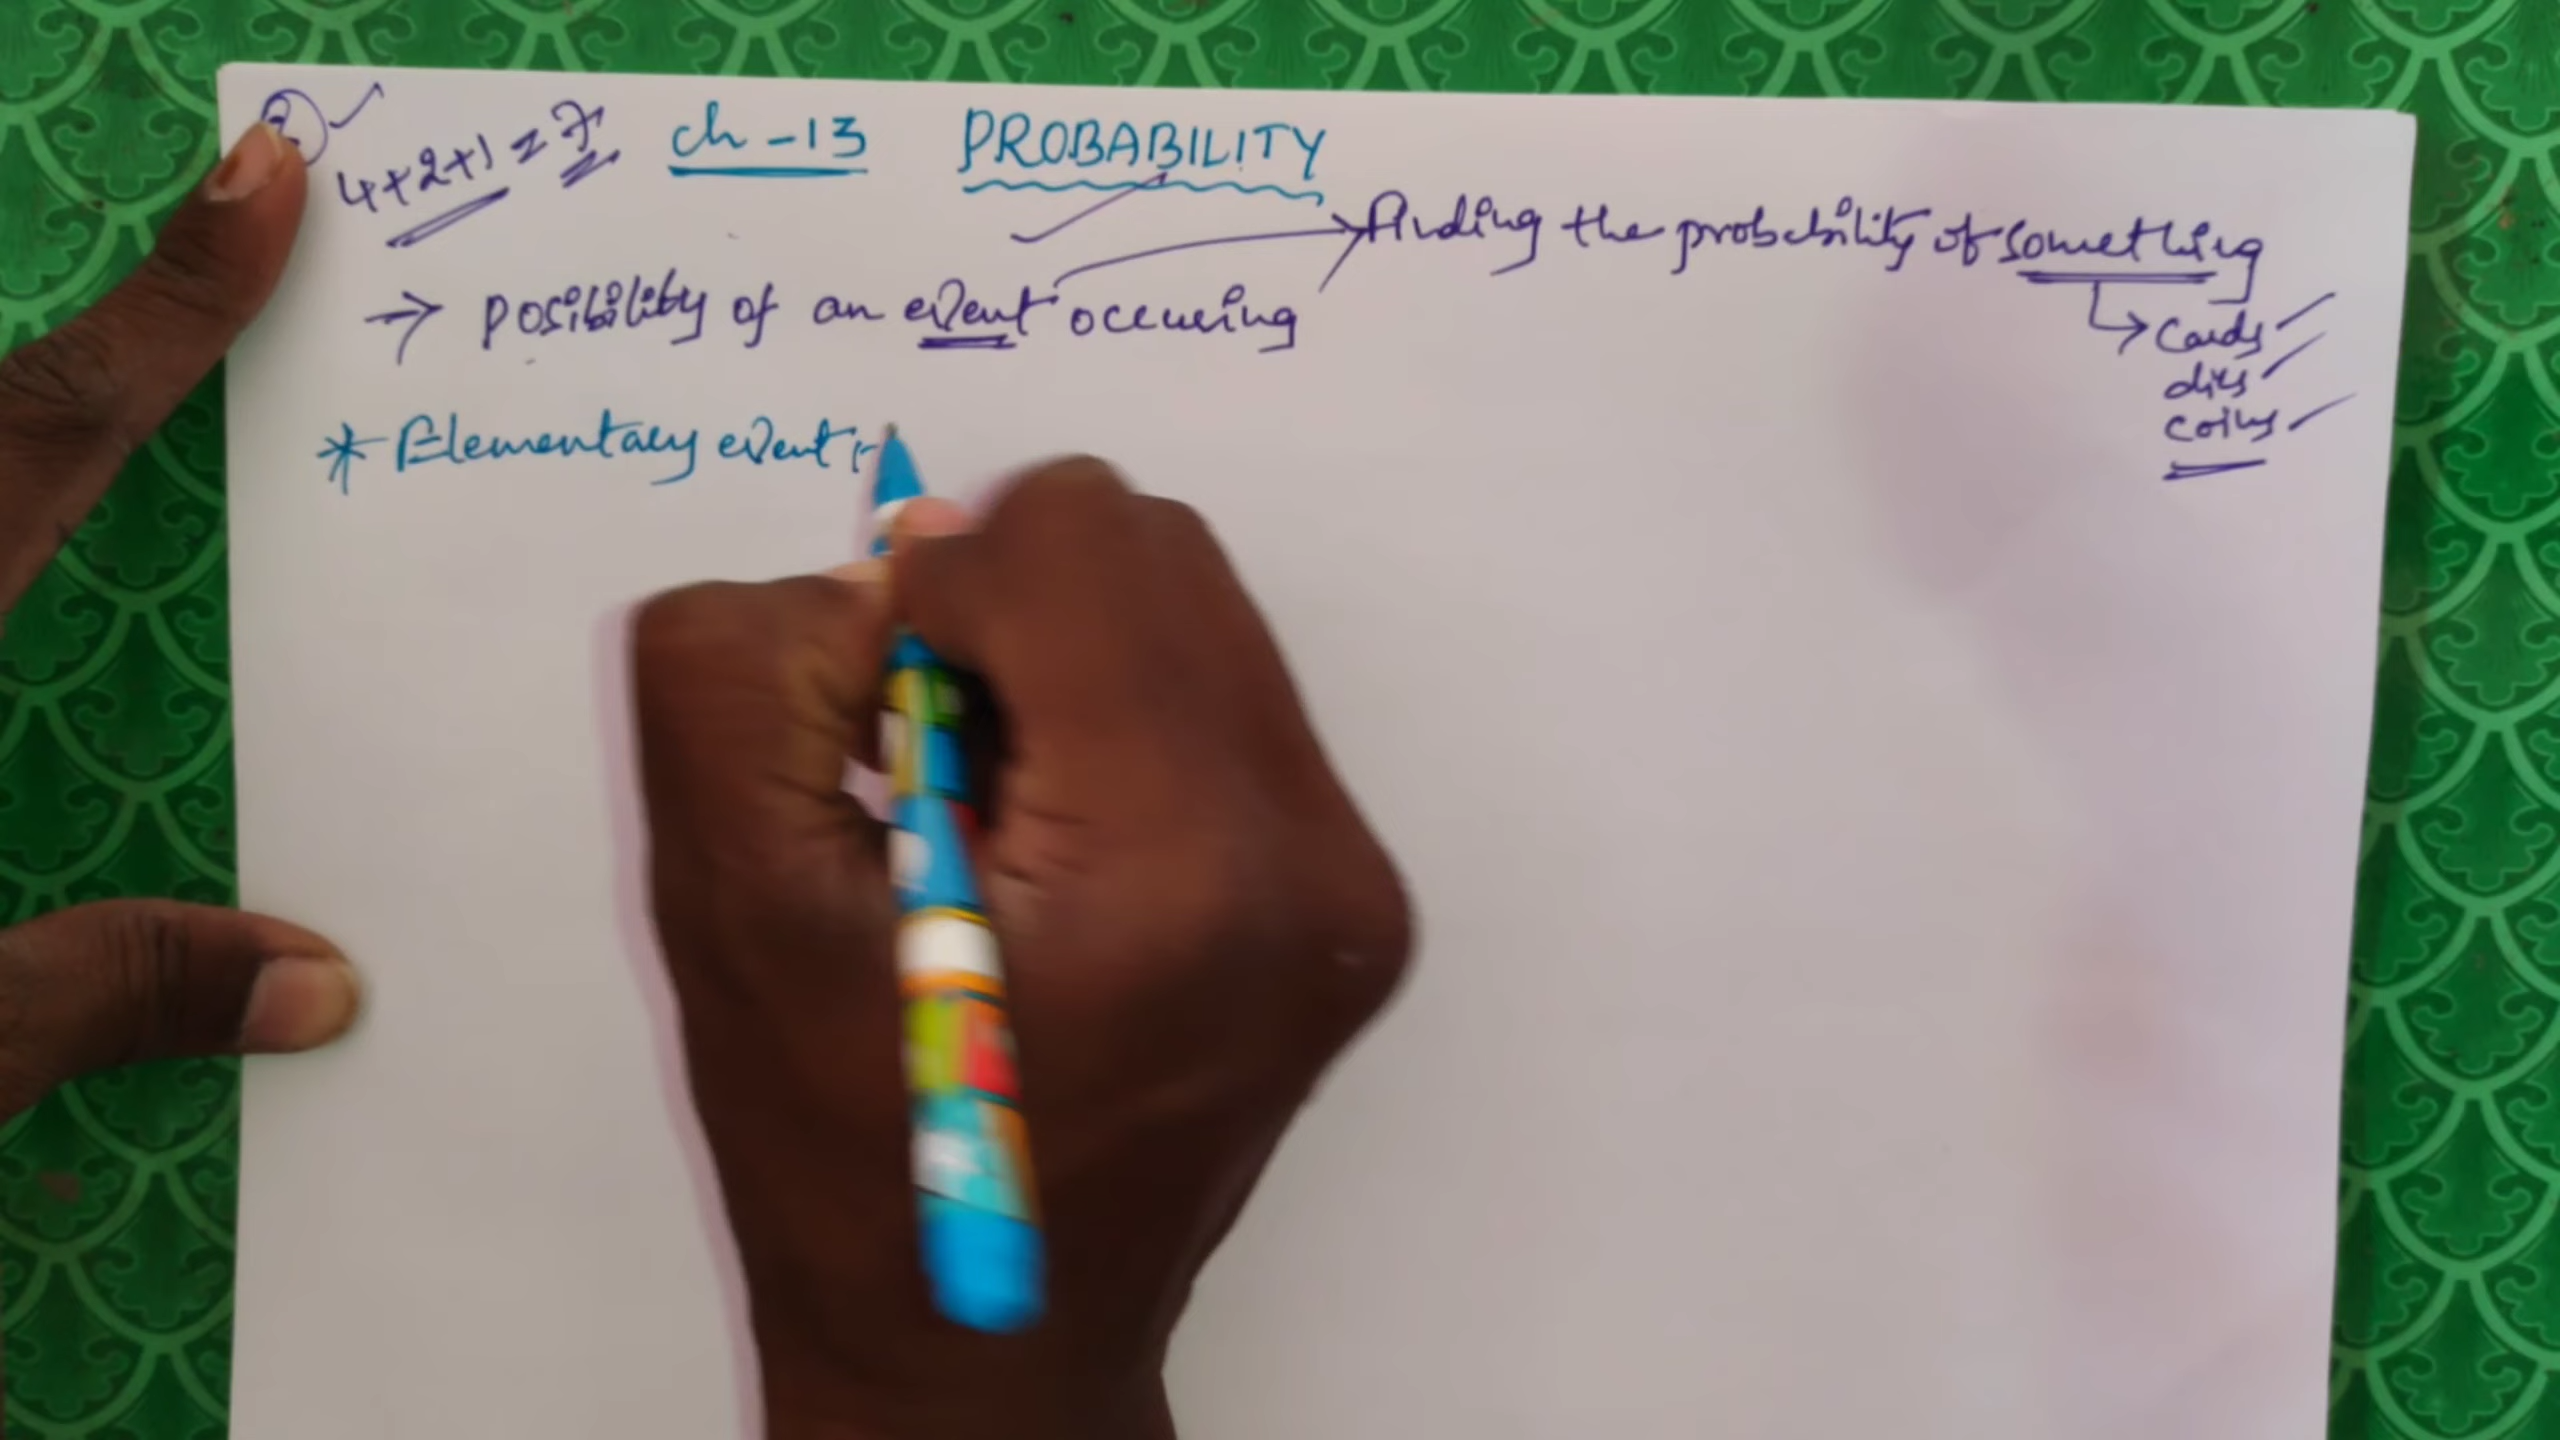 4+2+1=7
ch-13 PROBABILITY
→ posibility of an event occuring
→ finding the probability of something
→ Cards
dies
coins
* Elementary event :-